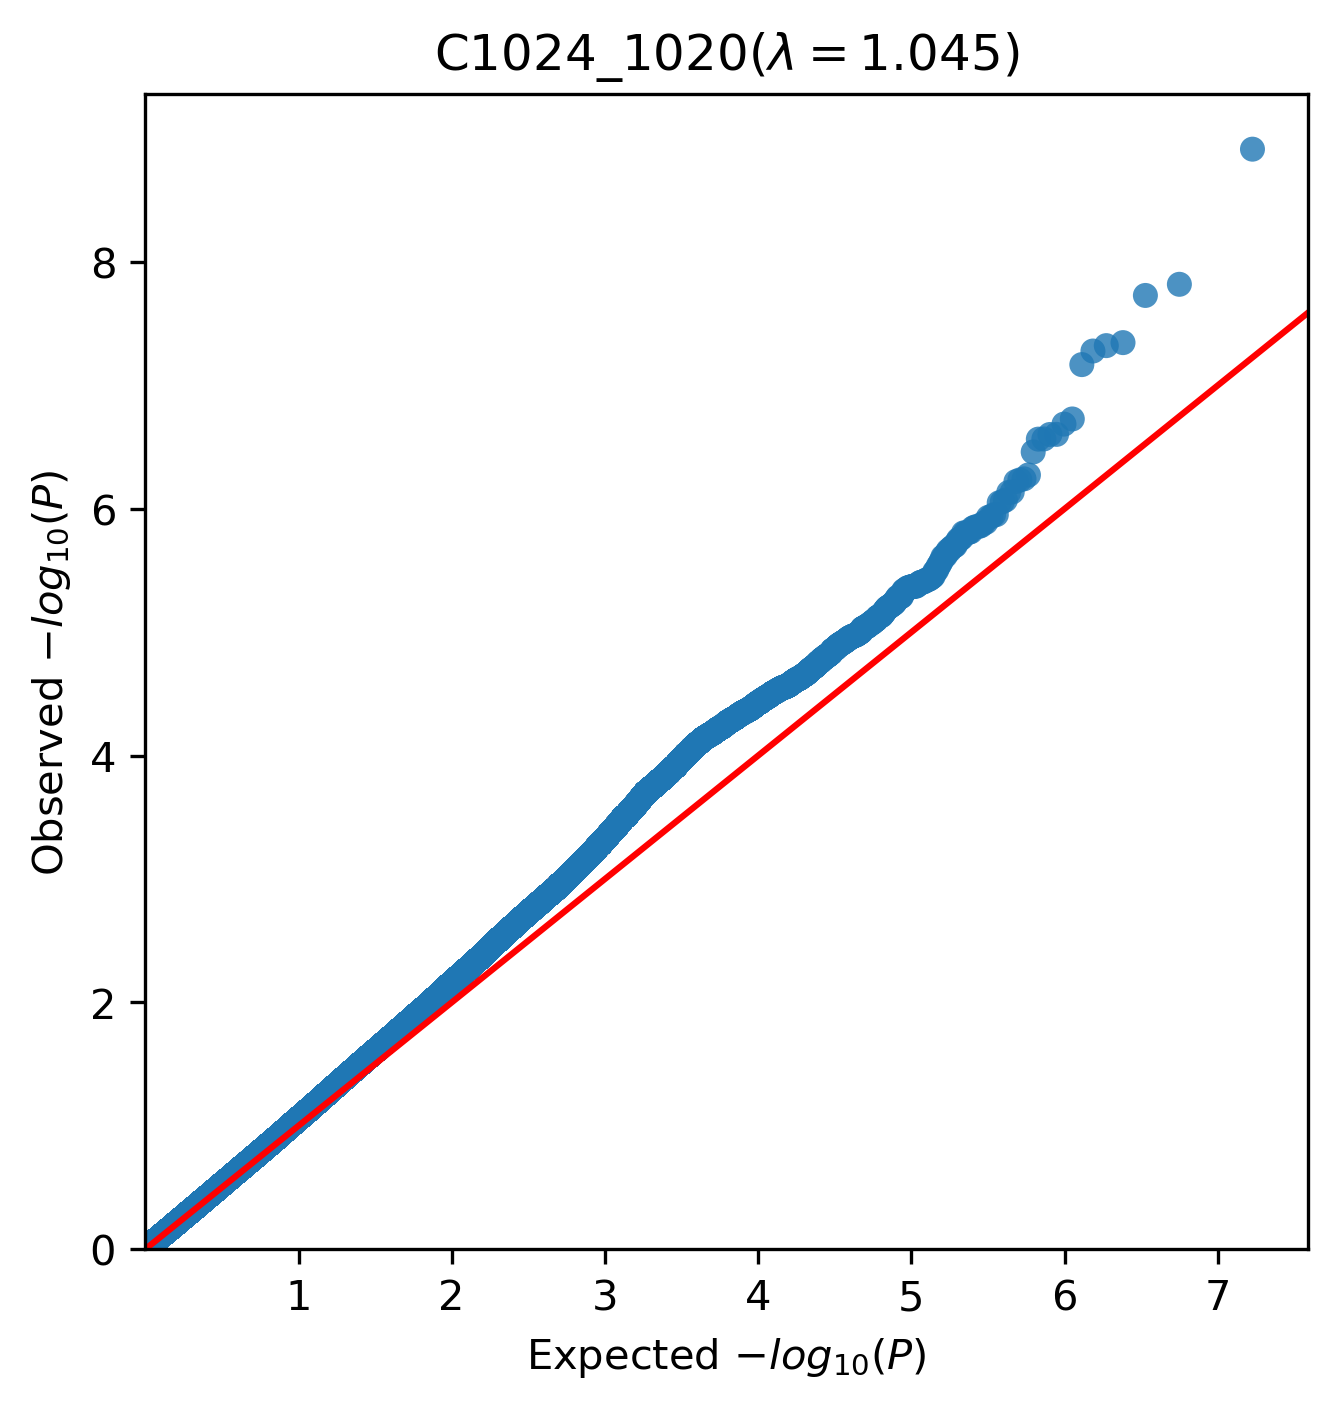 C1024_1020(λ = 1.045)
Observed −log₁₀(P)
8
6
4
2
0
1 2 3 4 5 6 7
Expected −log₁₀(P)